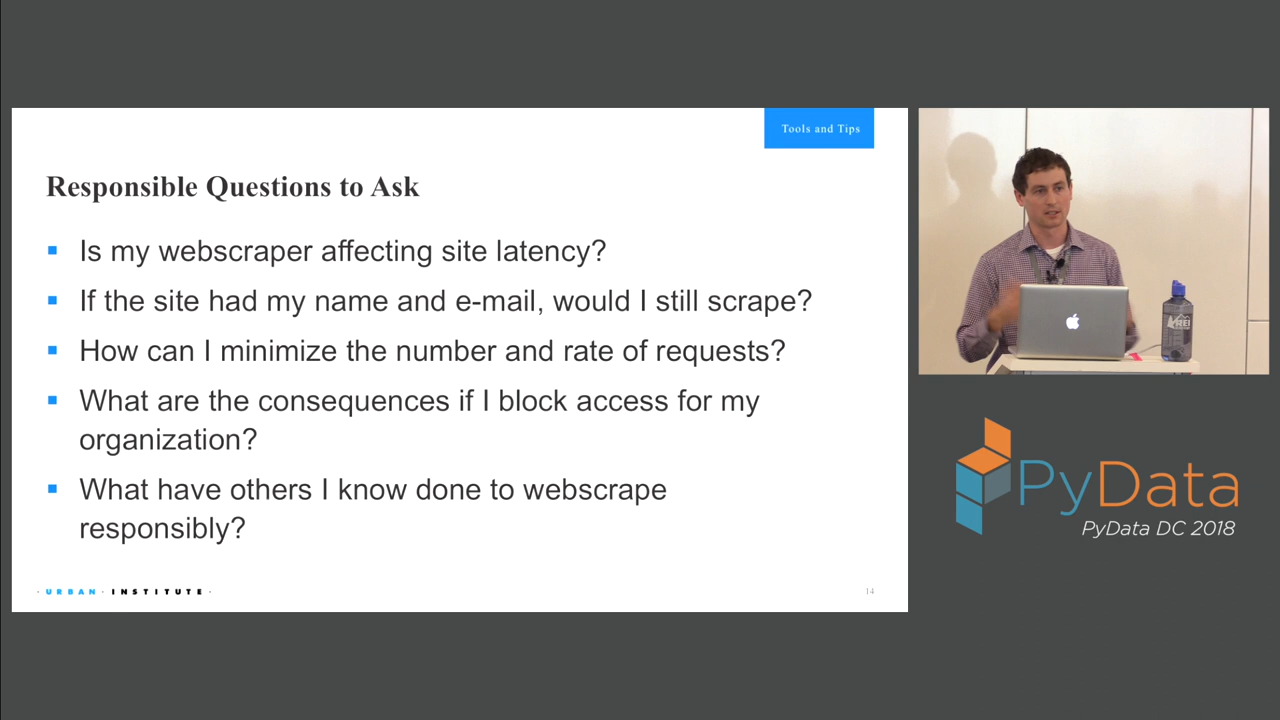 Tools and Tips
Responsible Questions to Ask
Is my webscraper affecting site latency?
If the site had my name and e-mail, would I still scrape?
How can I minimize the number and rate of requests?
What are the consequences if I block access for my
organization?
What have others I know done to webscrape
responsibly?
· URBAN · INSTITUTE ·
14
REI
PyData
PyData DC 2018